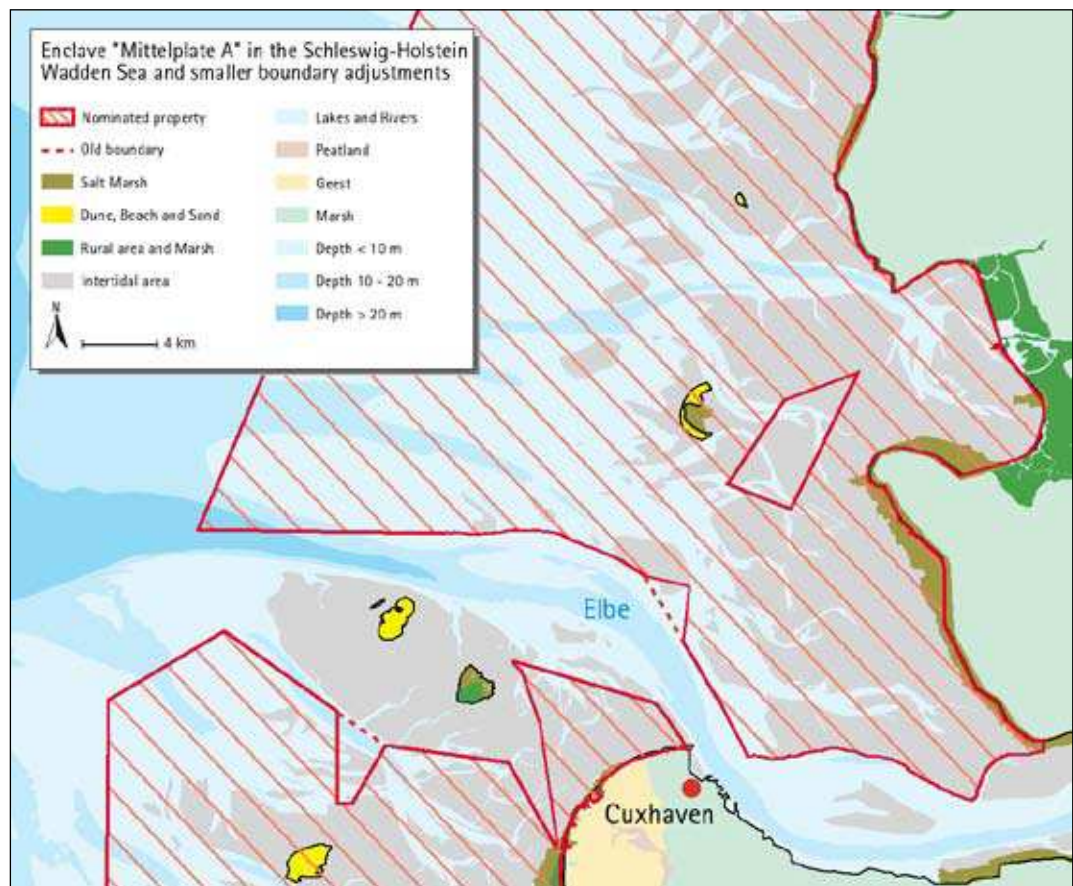 Enclave "Mittelplate A" in the Schleswig-Holstein
Wadden Sea and smaller boundary adjustments
Nominated property
Old boundary
Salt Marsh
Dune, Beach and Sand
Rural area and Marsh
Intertidal area
Lakes and Rivers
Peatland
Geest
Marsh
Depth < 10 m
Depth 10 - 20 m
Depth > 20 m
N
4 km
Elbe
Cuxhaven